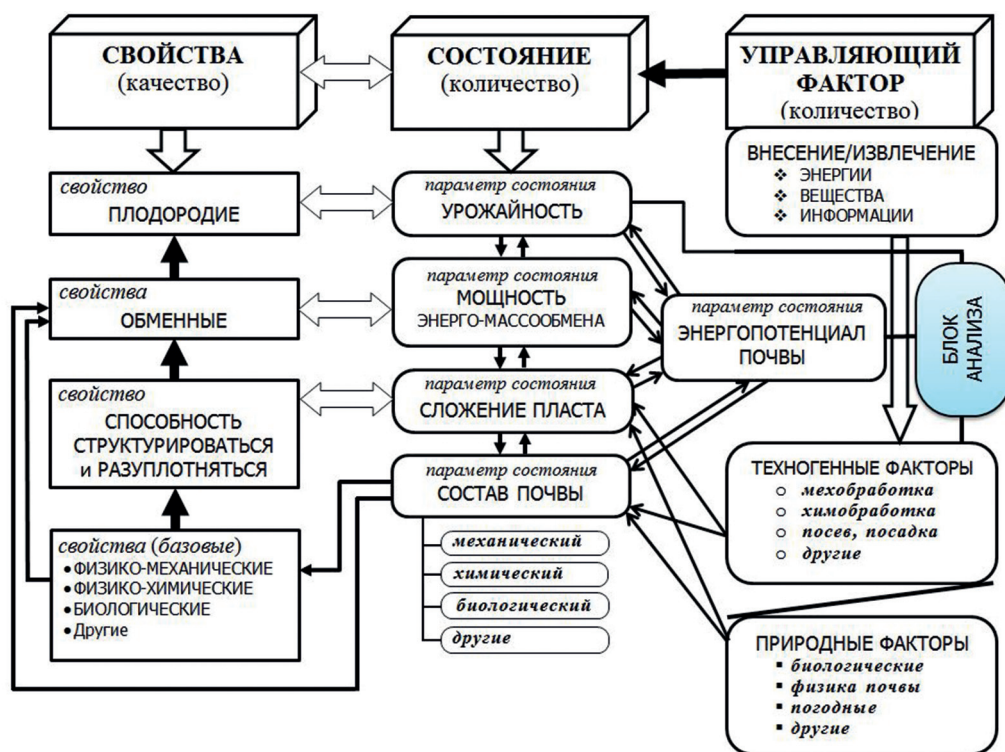 СВОЙСТВА
(качество)
СОСТОЯНИЕ
(количество)
УПРАВЛЯЮЩИЙ
ФАКТОР
(количество)
свойство
ПЛОДОРОДИЕ
свойства
ОБМЕННЫЕ
свойство
СПОСОБНОСТЬ
СТРУКТУРИРОВАТЬСЯ
и РАЗУПЛОТНЯТЬСЯ
свойства (базовые)
•ФИЗИКО-МЕХАНИЧЕСКИЕ
•ФИЗИКО-ХИМИЧЕСКИЕ
•БИОЛОГИЧЕСКИЕ
•Другие
параметр состояния
УРОЖАЙНОСТЬ
параметр состояния
МОЩНОСТЬ
ЭНЕРГО-МАССООБМЕНА
параметр состояния
СЛОЖЕНИЕ ПЛАСТА
параметр состояния
СОСТАВ ПОЧВЫ
механический
химический
биологический
другие
параметр состояния
ЭНЕРГОПОТЕНЦИАЛ
ПОЧВЫ
ВНЕСЕНИЕ/ИЗВЛЕЧЕНИЕ
❖ ЭНЕРГИИ
❖ ВЕЩЕСТВА
❖ ИНФОРМАЦИИ
БЛОК
АНАЛИЗА
ТЕХНОГЕННЫЕ ФАКТОРЫ
o мехобработка
o химобработка
o посев, посадка
o другие
ПРИРОДНЫЕ ФАКТОРЫ
▪ биологические
▪ физика почвы
▪ погодные
▪ другие